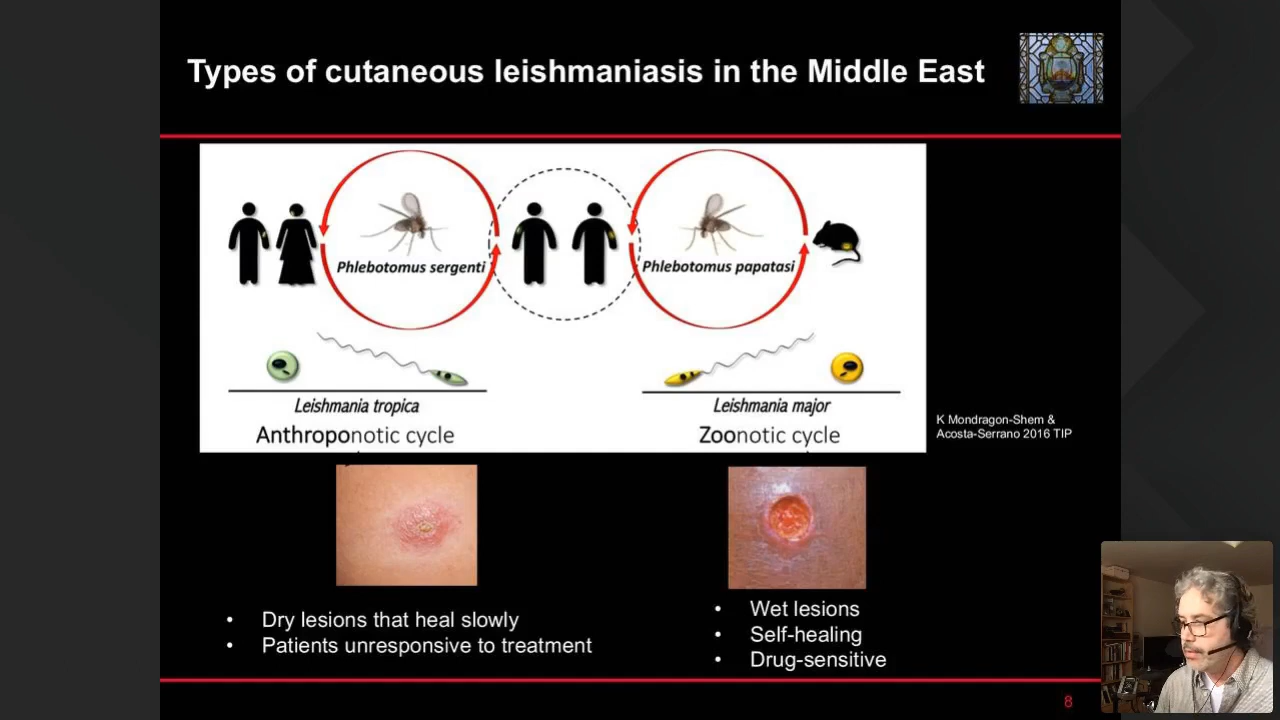 Types of cutaneous leishmaniasis in the Middle East
Phlebotomus sergenti
Phlebotomus papatasi
Leishmania tropica
Anthroponotic cycle
Leishmania major
Zoonotic cycle
K Mondragon-Shem &
Acosta-Serrano 2016 TIP
• Dry lesions that heal slowly
• Patients unresponsive to treatment
• Wet lesions
• Self-healing
• Drug-sensitive
8